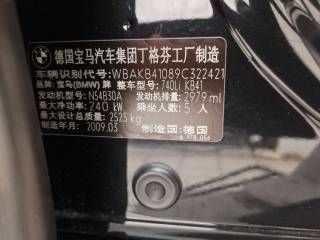 德国宝马汽车集团丁格芬工厂制造
车辆识别代号:WBAKB41089C322421
品牌:宝马(BMW)牌 整车型号:740Li KB41
发动机型号:N54B30A 发动机排量:2979 ml
最大净功率:240 kW 乘坐人数:5 人
最大设计总质量:2525 kg
制造年月:2009.03 制造国:德国